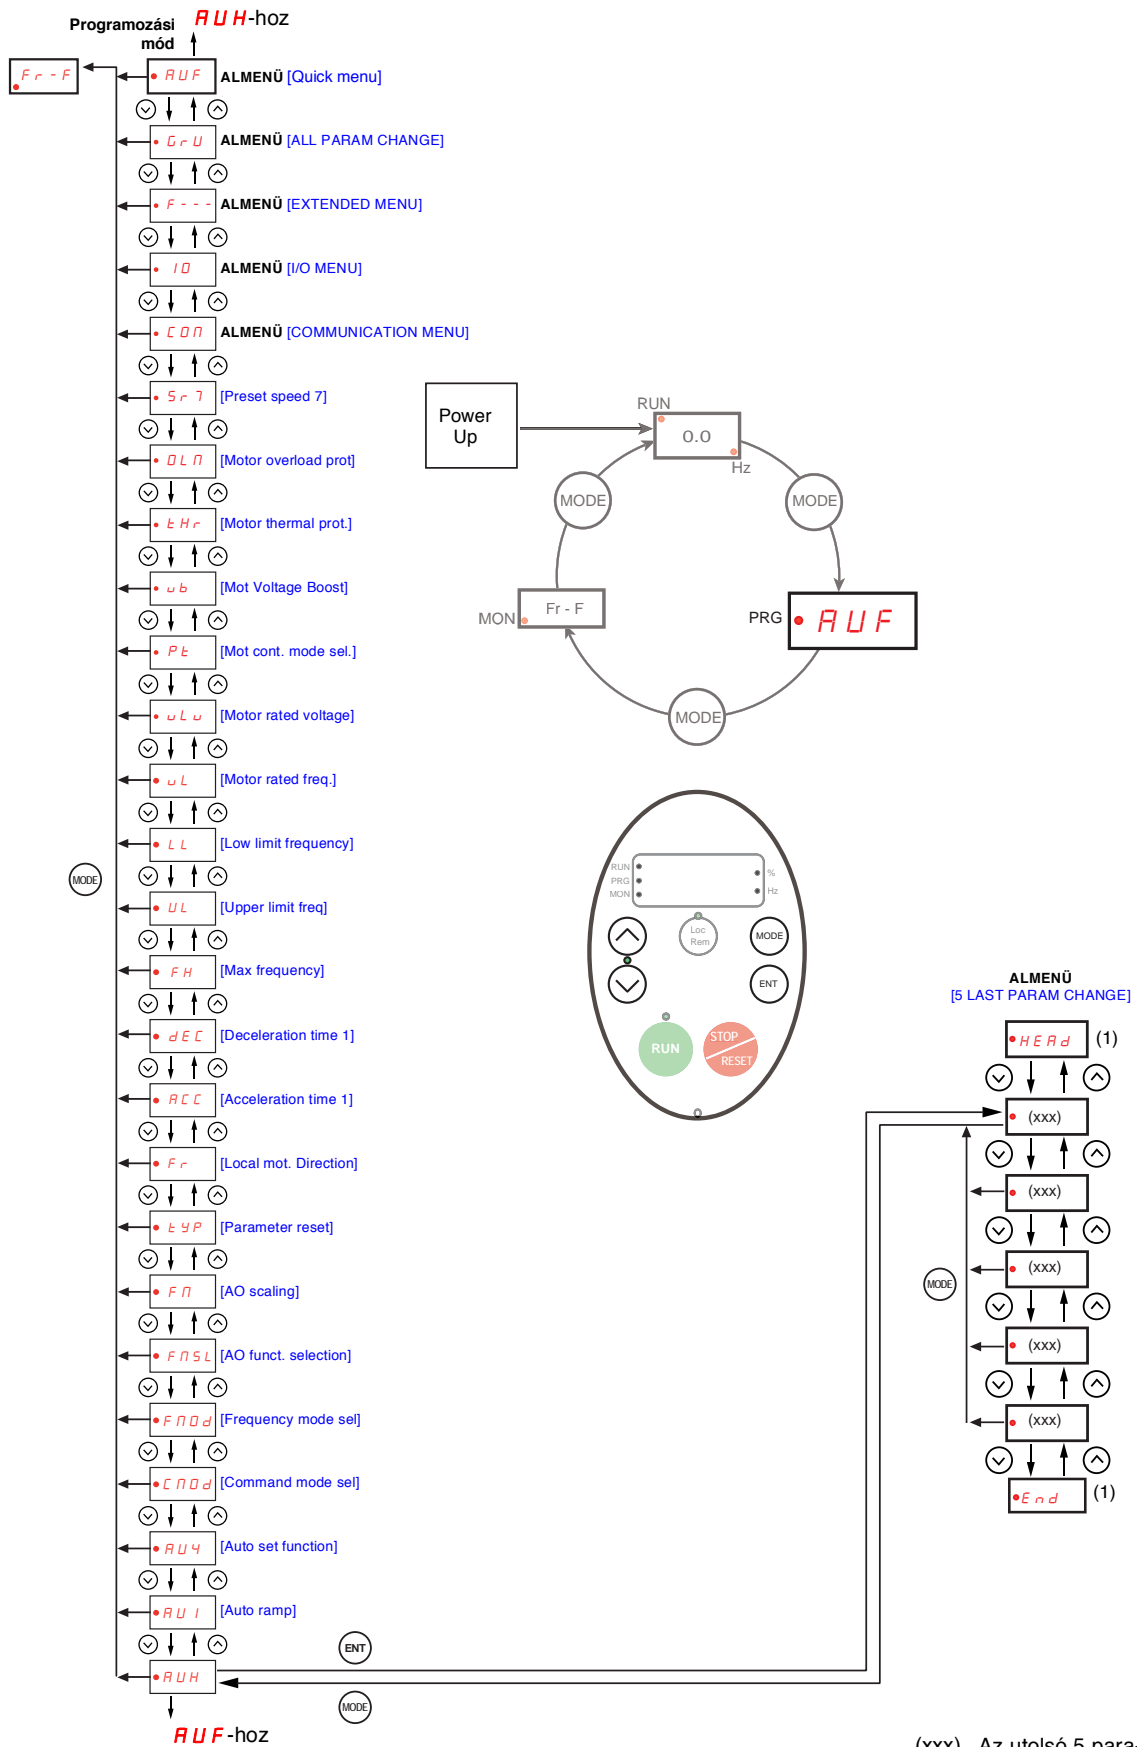 AUH-hoz
Programozási
mód
Fr-F
AUF ALMENÜ [Quick menu]
GrU ALMENÜ [ALL PARAM CHANGE]
F--- ALMENÜ [EXTENDED MENU]
IO ALMENÜ [I/O MENU]
COM ALMENÜ [COMMUNICATION MENU]
Sr7 [Preset speed 7]
OLM [Motor overload prot]
tHr [Motor thermal prot.]
ub [Mot Voltage Boost]
Pt [Mot cont. mode sel.]
uLu [Motor rated voltage]
uL [Motor rated freq.]
LL [Low limit frequency]
MODE
UL [Upper limit freq]
FH [Max frequency]
dEC [Deceleration time 1]
ACC [Acceleration time 1]
Fr [Local mot. Direction]
tYP [Parameter reset]
FM [AO scaling]
FMSL [AO funct. selection]
FMOd [Frequency mode sel]
CMOd [Command mode sel]
AU4 [Auto set function]
AU1 [Auto ramp]
AUH
ENT
MODE
AUF-hoz
Power
Up
RUN
0.0
Hz
MODE
MODE
MON
Fr - F
PRG
AUF
MODE
RUN
PRG
MON
%
Hz
Loc
Rem
MODE
ENT
RUN
STOP
RESET
ALMENÜ
[5 LAST PARAM CHANGE]
HEAd (1)
(xxx)
(xxx)
(xxx)
MODE
(xxx)
(xxx)
End (1)
(xxx) Az utolsó 5 para-